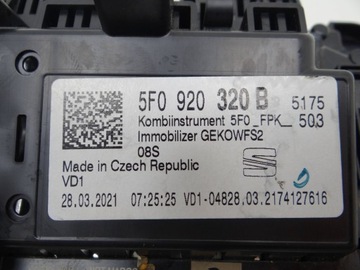 5F0 920 320 B 5175
Kombiinstrument 5F0_FPK__ 503
Immobilizer GEKOWFS2
08S
Made in Czech Republic
VD1
28.03.2021 07:25:25 VD1-04828.03.2174127616